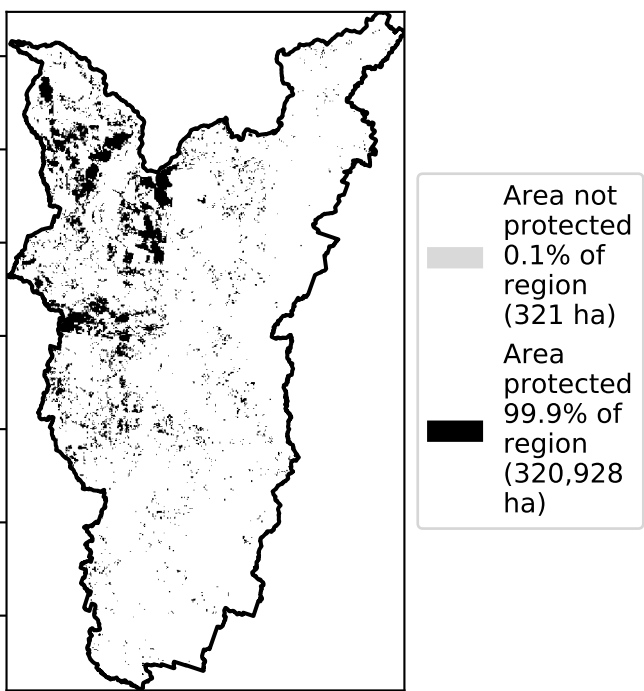 Area not
protected
0.1% of
region
(321 ha)
Area
protected
99.9% of
region
(320,928
ha)